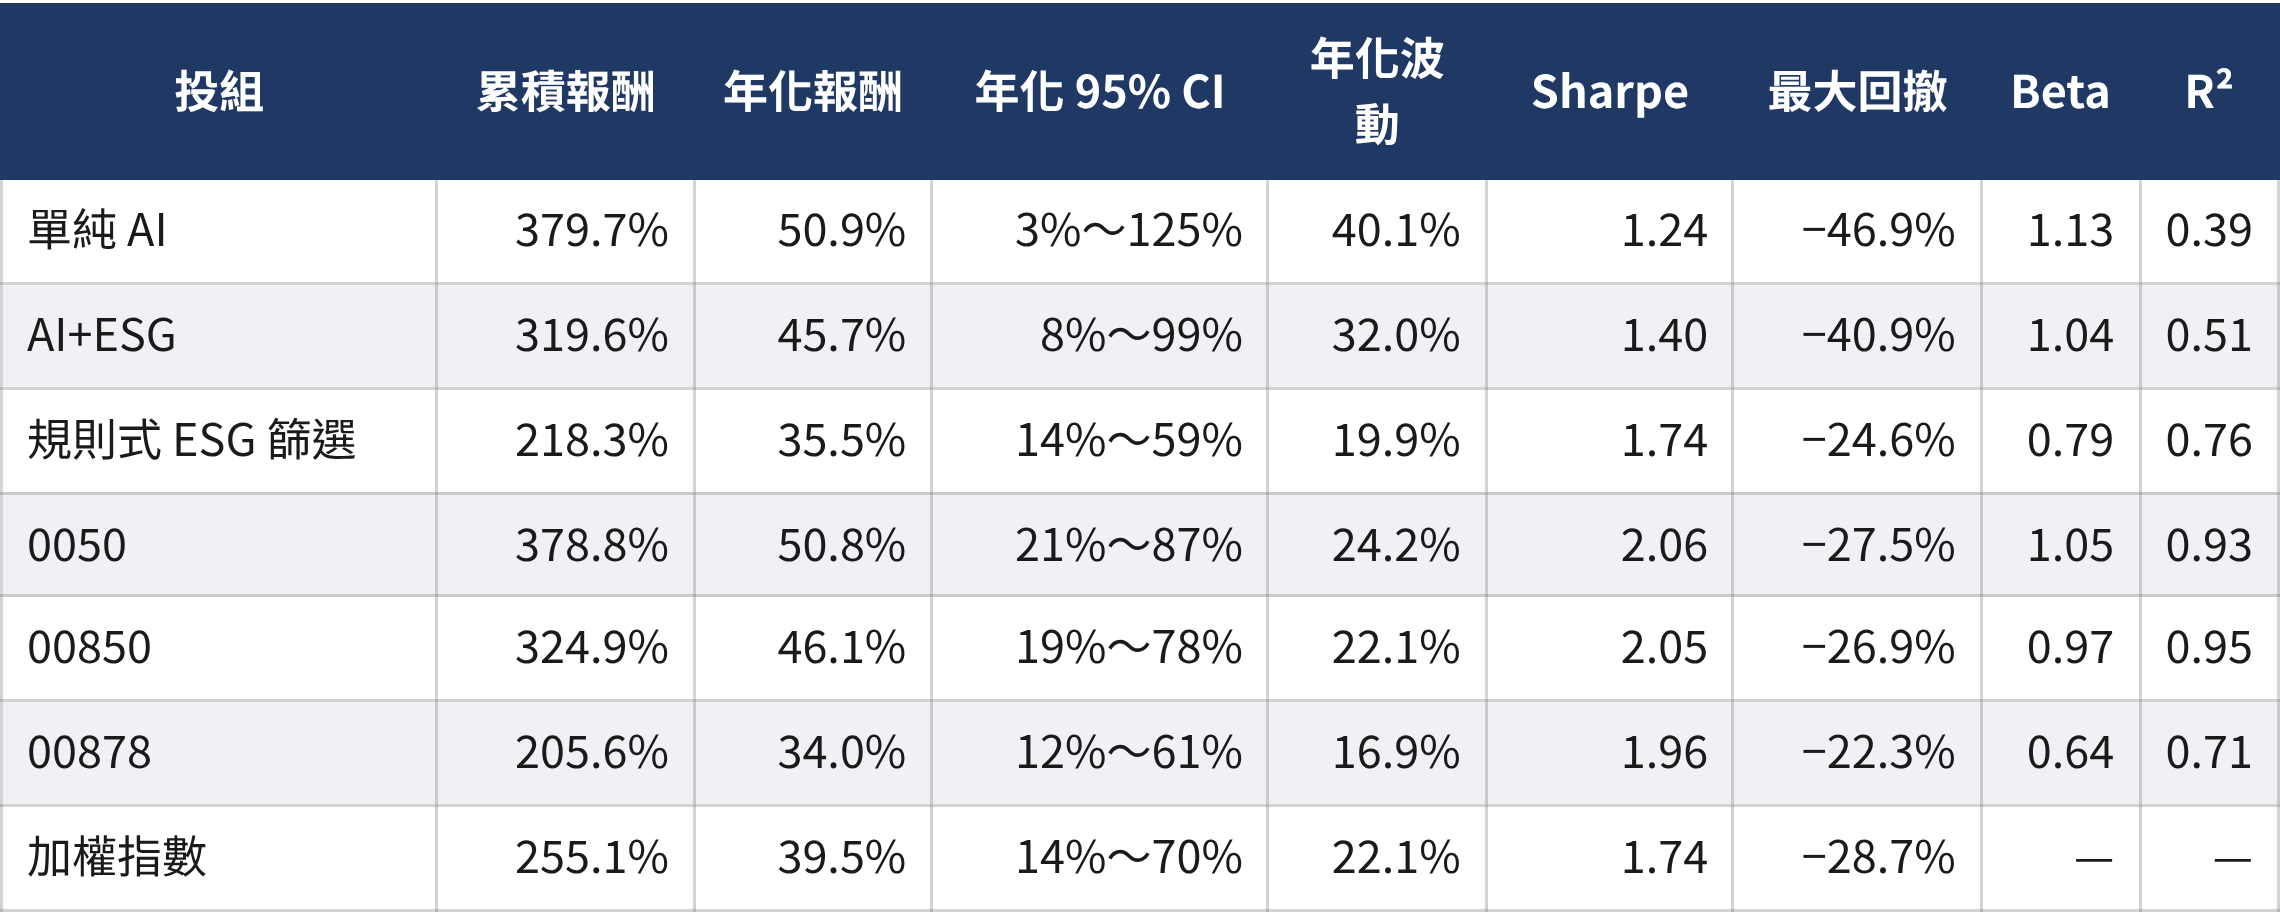 投組 累積報酬 年化報酬 年化 95% CI 年化波動 Sharpe 最大回撤 Beta R²
單純 AI 379.7% 50.9% 3%～125% 40.1% 1.24 −46.9% 1.13 0.39
AI+ESG 319.6% 45.7% 8%～99% 32.0% 1.40 −40.9% 1.04 0.51
規則式 ESG 篩選 218.3% 35.5% 14%～59% 19.9% 1.74 −24.6% 0.79 0.76
0050 378.8% 50.8% 21%～87% 24.2% 2.06 −27.5% 1.05 0.93
00850 324.9% 46.1% 19%～78% 22.1% 2.05 −26.9% 0.97 0.95
00878 205.6% 34.0% 12%～61% 16.9% 1.96 −22.3% 0.64 0.71
加權指數 255.1% 39.5% 14%～70% 22.1% 1.74 −28.7% — —